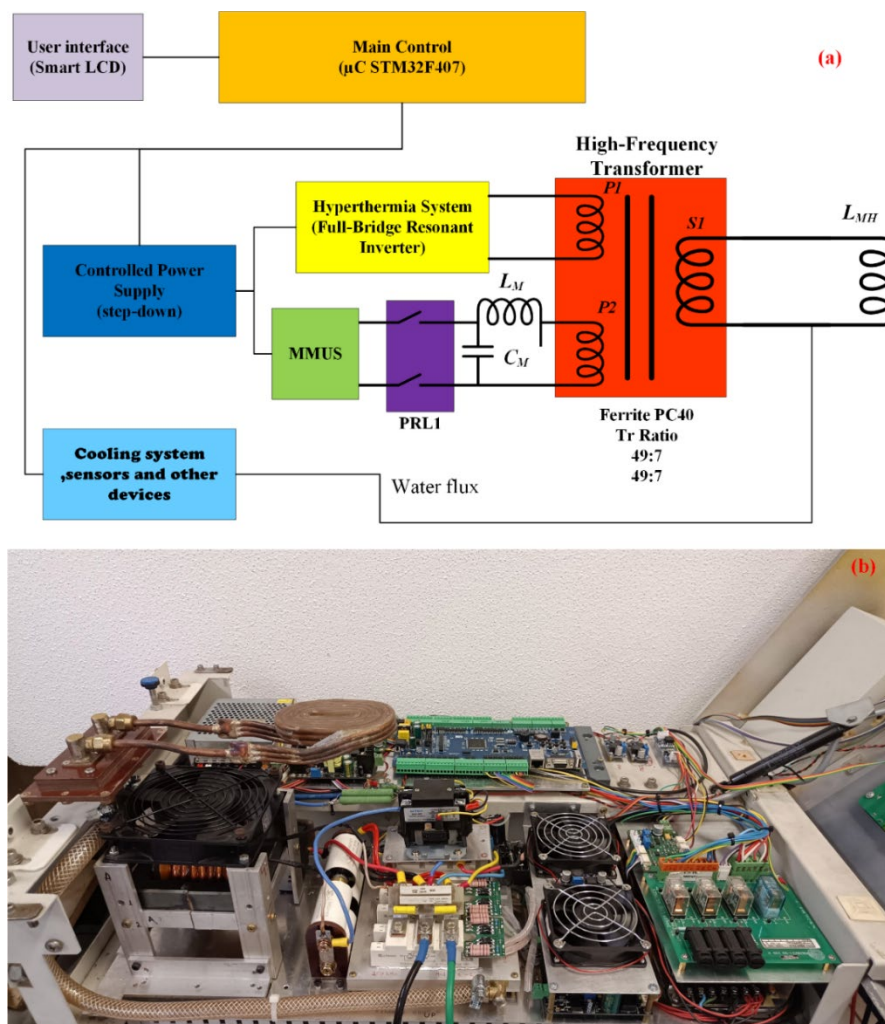 User interface
(Smart LCD)
Main Control
(µC STM32F407)
(a)
High-Frequency
Transformer
P1
Hyperthermia System
(Full-Bridge Resonant
Inverter)
S1
L_MH
Controlled Power
Supply
(step-down)
L_M
P2
MMUS
C_M
PRL1
Ferrite PC40
Tr Ratio
49:7
49:7
Cooling system
,sensors and other
devices
Water flux
(b)
A
A